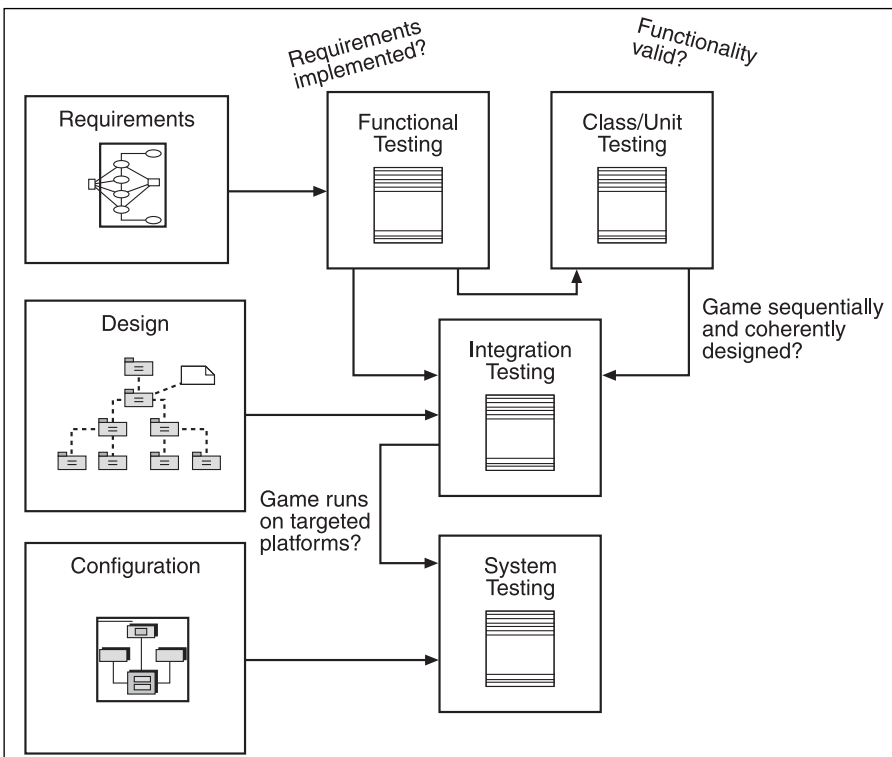 Requirements
implemented?
Functionality
valid?
Requirements
Functional
Testing
Class/Unit
Testing
Design
Integration
Testing
Game sequentially
and coherently
designed?
Game runs
on targeted
platforms?
Configuration
System
Testing